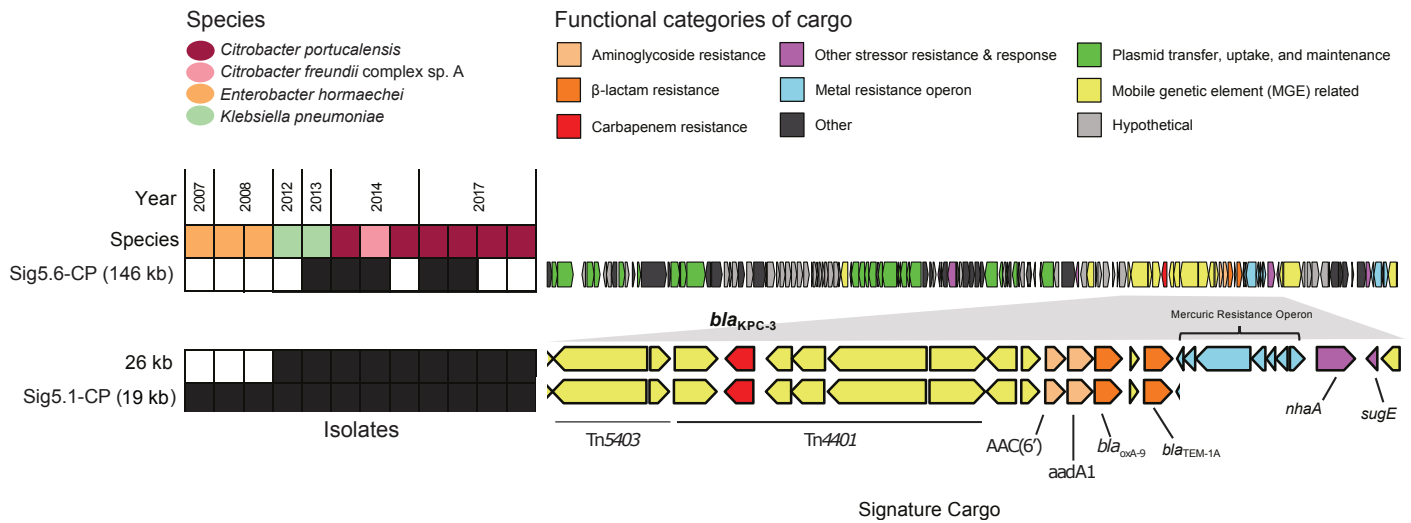 Species
Citrobacter portucalensis
Citrobacter freundii complex sp. A
Enterobacter hormaechei
Klebsiella pneumoniae
Functional categories of cargo
Aminoglycoside resistance
β-lactam resistance
Carbapenem resistance
Other stressor resistance & response
Metal resistance operon
Other
Plasmid transfer, uptake, and maintenance
Mobile genetic element (MGE) related
Hypothetical
Year
2007
2008
2012
2013
2014
2017
Species
Sig5.6-CP (146 kb)
blaKPC-3
Mercuric Resistance Operon
26 kb
Sig5.1-CP (19 kb)
Isolates
Tn5403
Tn4401
AAC(6')
aadA1
blaoxA-9
blaTEM-1A
nhaA
sugE
Signature Cargo